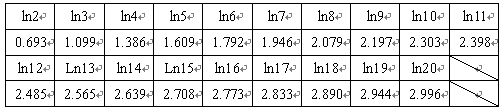 ln2 ln3 ln4 ln5 ln6 ln7 ln8 ln9 ln10 ln11
0.693 1.099 1.386 1.609 1.792 1.946 2.079 2.197 2.303 2.398
ln12 Ln13 ln14 Ln15 ln16 ln17 ln18 ln19 ln20
2.485 2.565 2.639 2.708 2.773 2.833 2.890 2.944 2.996